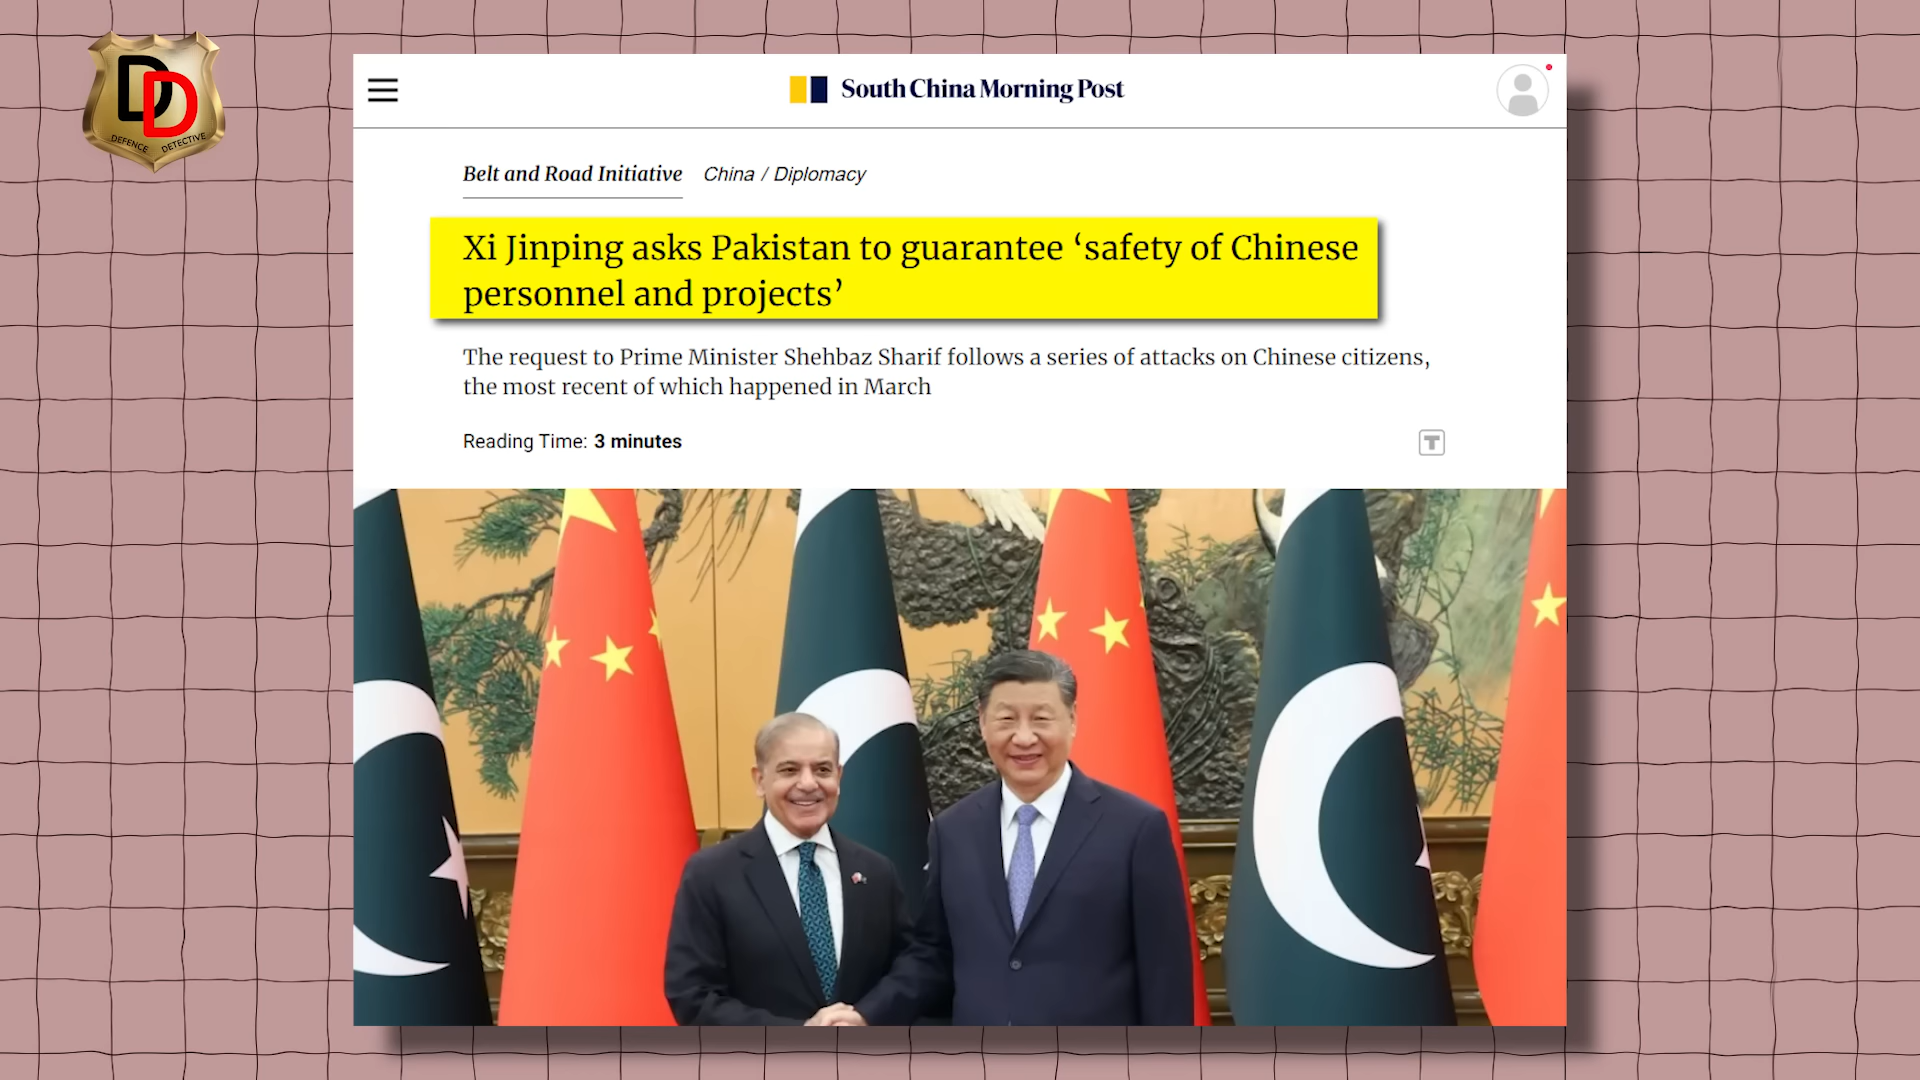 DD
DEFENCE DETECTIVE
South China Morning Post
Belt and Road Initiative China / Diplomacy
Xi Jinping asks Pakistan to guarantee ‘safety of Chinese
personnel and projects’
The request to Prime Minister Shehbaz Sharif follows a series of attacks on Chinese citizens,
the most recent of which happened in March
Reading Time: 3 minutes
T